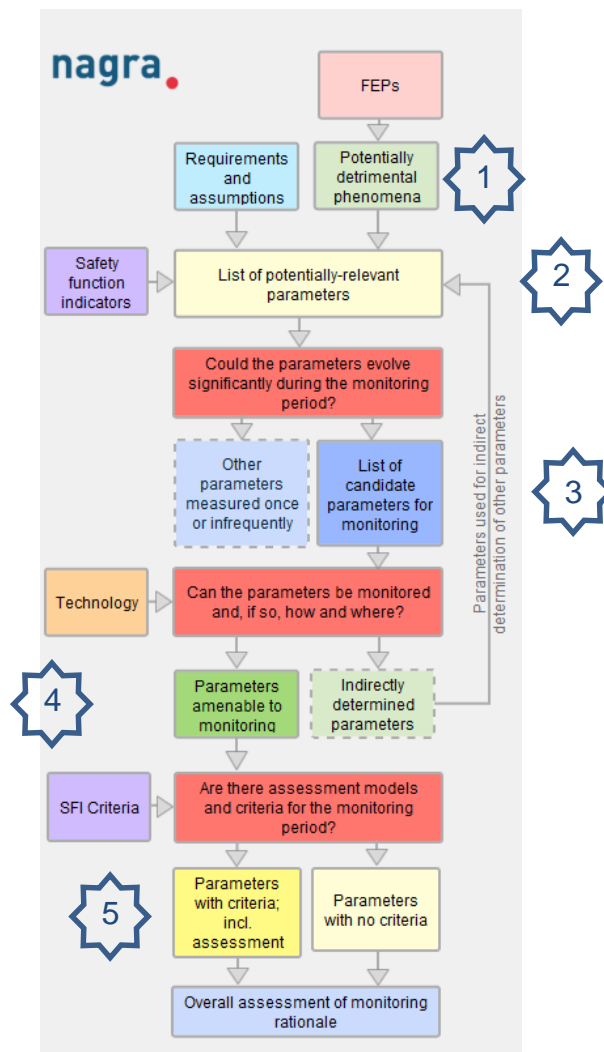 nagra.
FEPs
Requirements
and
assumptions
Potentially
detrimental
phenomena
1
Safety
function
indicators
List of potentially-relevant
parameters
2
Could the parameters evolve
significantly during the monitoring
period?
Other
parameters
measured once
or infrequently
List of
candidate
parameters for
monitoring
Parameters used for indirect
determination of other parameters
3
Technology
Can the parameters be monitored
and, if so, how and where?
4
Parameters
amenable to
monitoring
Indirectly
determined
parameters
SFI Criteria
Are there assessment models
and criteria for the monitoring
period?
5
Parameters
with criteria;
incl.
assessment
Parameters
with no criteria
Overall assessment of monitoring
rationale